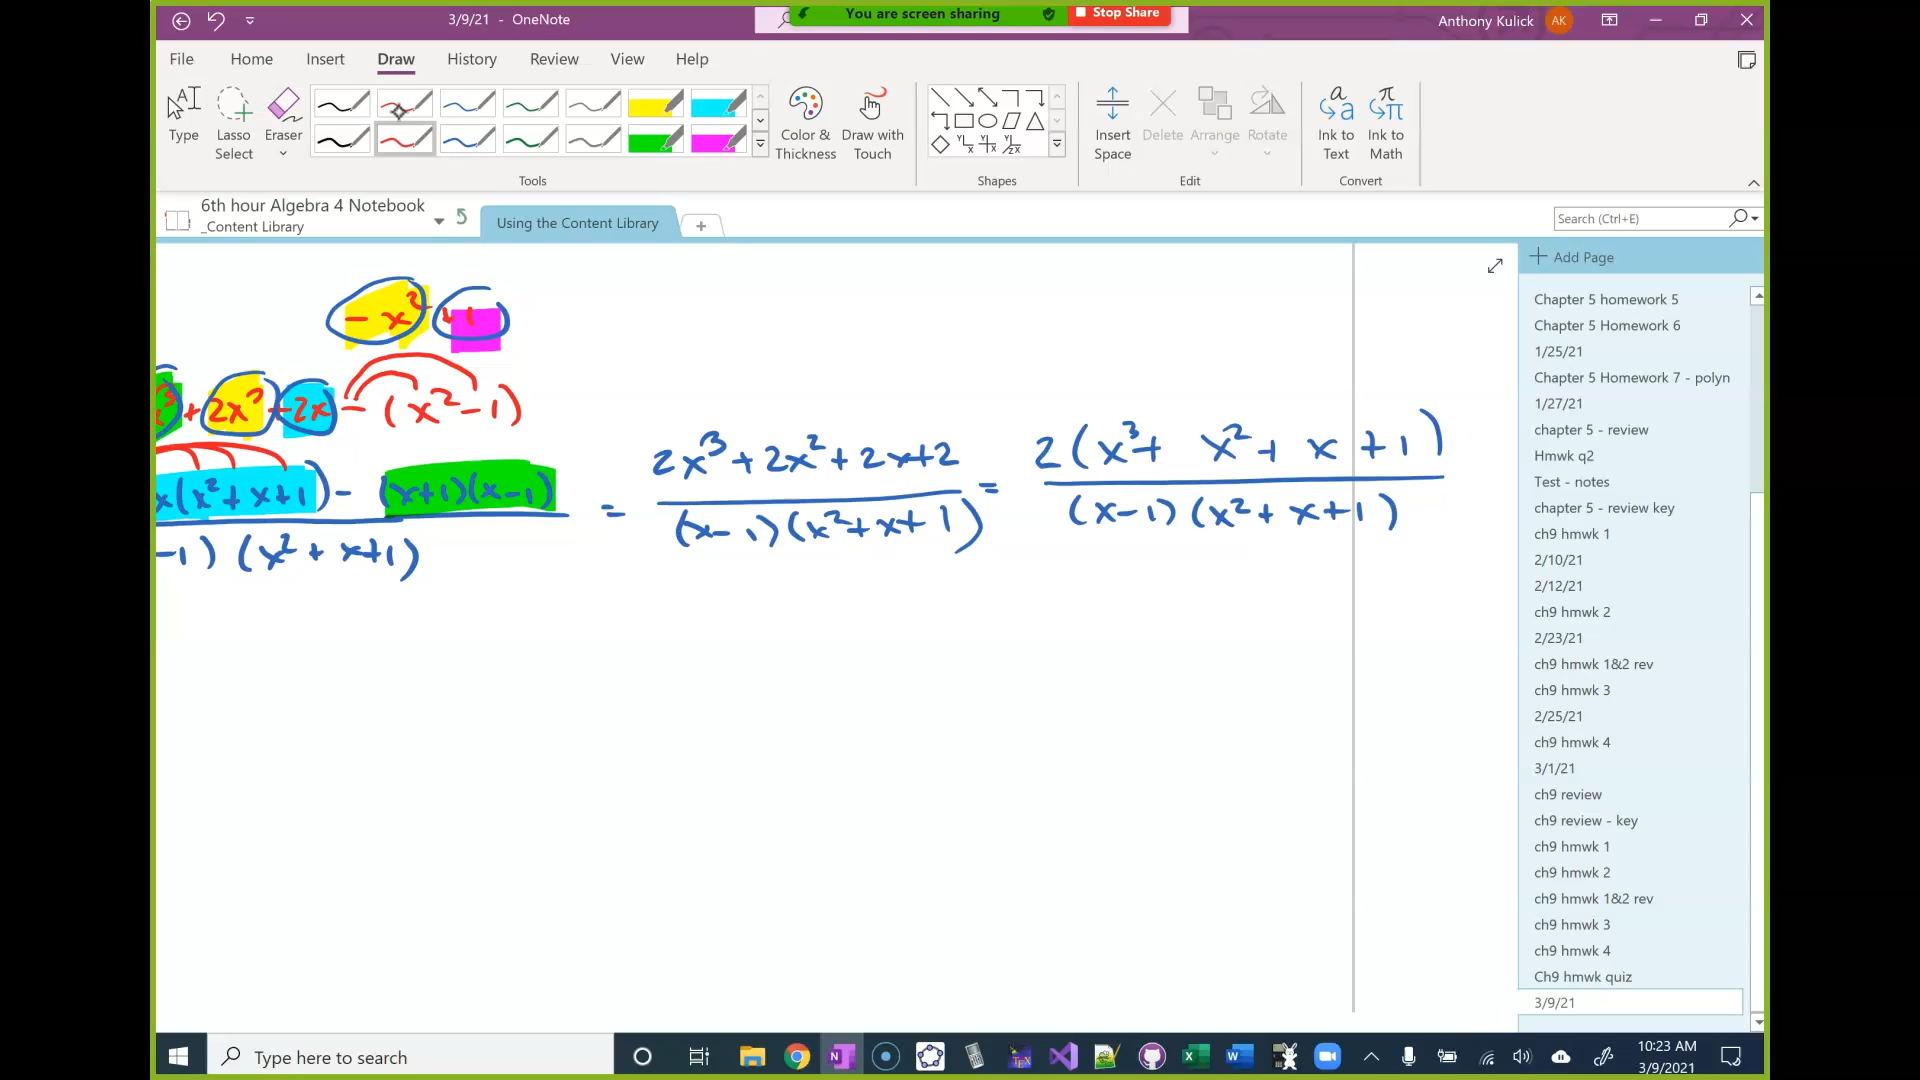 3/9/21 - OneNote
You are screen sharing
Stop Share
Anthony Kulick
AK
File Home Insert Draw History Review View Help
Type
Lasso Select
Eraser
Color & Thickness
Draw with Touch
Insert Space
Delete
Arrange
Rotate
Ink to Text
Ink to Math
Tools
Shapes
Edit
Convert
6th hour Algebra 4 Notebook
_Content Library
Using the Content Library
Search (Ctrl+E)
Add Page
Chapter 5 homework 5
Chapter 5 Homework 6
1/25/21
Chapter 5 Homework 7 - polyn
1/27/21
chapter 5 - review
Hmwk q2
Test - notes
chapter 5 - review key
ch9 hmwk 1
2/10/21
2/12/21
ch9 hmwk 2
2/23/21
ch9 hmwk 1&2 rev
ch9 hmwk 3
2/25/21
ch9 hmwk 4
3/1/21
ch9 review
ch9 review - key
ch9 hmwk 1
ch9 hmwk 2
ch9 hmwk 1&2 rev
ch9 hmwk 3
ch9 hmwk 4
Ch9 hmwk quiz
3/9/21
- x² +1
+ 2x³ +2x - (x² - 1)
x(x² + x + 1) - (x+1)(x-1)
-1) (x² + x+1)
= 2x³ + 2x² + 2x + 2
(x-1)(x² + x + 1)
= 2(x³ + x² + x + 1)
(x-1)(x² + x + 1)
Type here to search
10:23 AM
3/9/2021